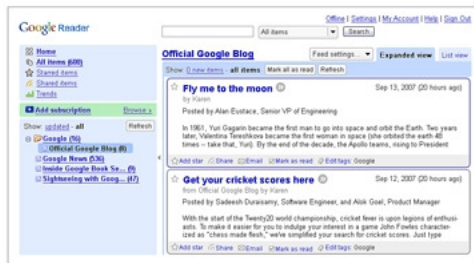 Offline | Settings | My Account | Help | Sign Out
Google Reader
All items
Search
Home
All items (600)
Starred items
Shared items
Trends
Add subscription
Browse »
Show: updated - all
Refresh
Google (16)
Official Google Blog (8)
Google News (536)
Inside Google Book Se... (9)
Sightseeing with Goog... (47)
Official Google Blog
Feed settings...
Expanded view
List view
Show: 0 new items - all items
Mark all as read
Refresh
Fly me to the moon
Sep 13, 2007 (20 hours ago)
by Karen
Posted by Alan Eustace, Senior VP of Engineering
In 1961, Yuri Gagarin became the first man to go into space and orbit the Earth. Two years
later, Valentina Tereshkova became the first woman in space (she orbited the earth 48
times -- take that, Yuri). By the end of the decade, the Apollo teams, rising to President
Add star Share Email Mark as read Edit tags: Google
Get your cricket scores here
Sep 12, 2007 (20 hours ago)
from Official Google Blog by Karen
Posted by Sadeesh Duraisamy, Software Engineer, and Alok Goel, Product Manager
With the start of the Twenty20 world championship, cricket fever is upon legions of enthusi-
asts. To make it easier for you to indulge your interest in a game John Fowles character-
ized as "chess made flesh," we've simplified your search for cricket scores. Just type
Add star Share Email Mark as read Edit tags: Google